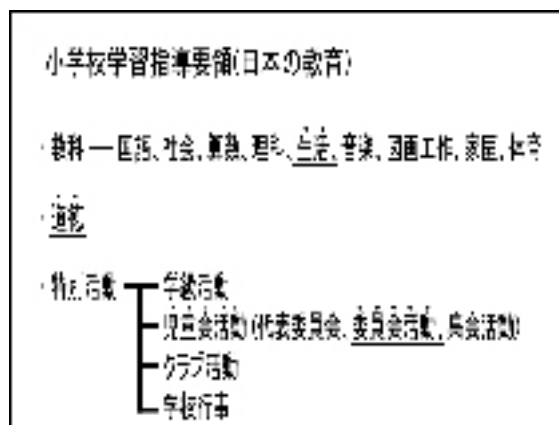 小学校学習指導要領(日本の教育)
・教科 ── 国語、社会、算数、理科、生活、音楽、図画工作、家庭、体育
・道徳
・特別活動 学級活動
児童会活動(代表委員会、委員会活動、集会活動)
クラブ活動
学校行事